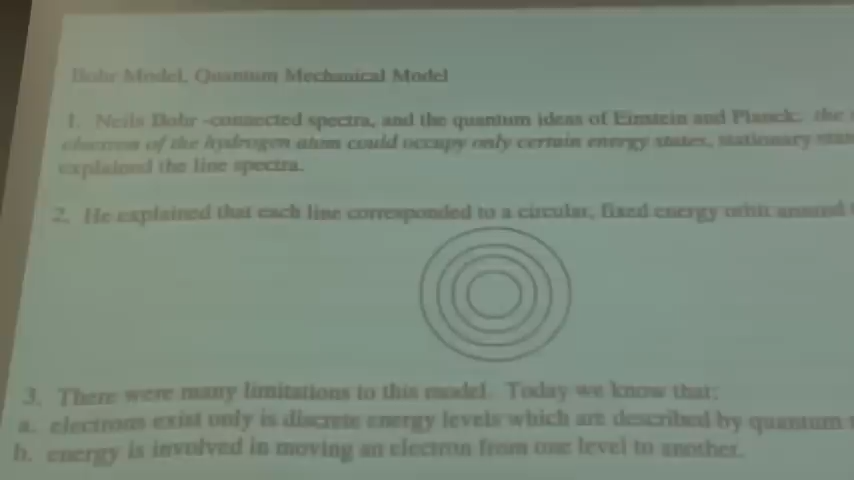 Bohr Model, Quantum Mechanical Model
1. Neils Bohr -connected spectra, and the quantum ideas of Einstein and Planck: the
electron of the hydrogen atom could occupy only certain energy states, stationary
explained the line spectra.
2. He explained that each line corresponded to a circular, fixed energy orbit around
3. There were many limitations to this model. Today we know that;
a. electrons exist only is discrete energy levels which are described by quantum
b. energy is involved in moving an electron from one level to another.